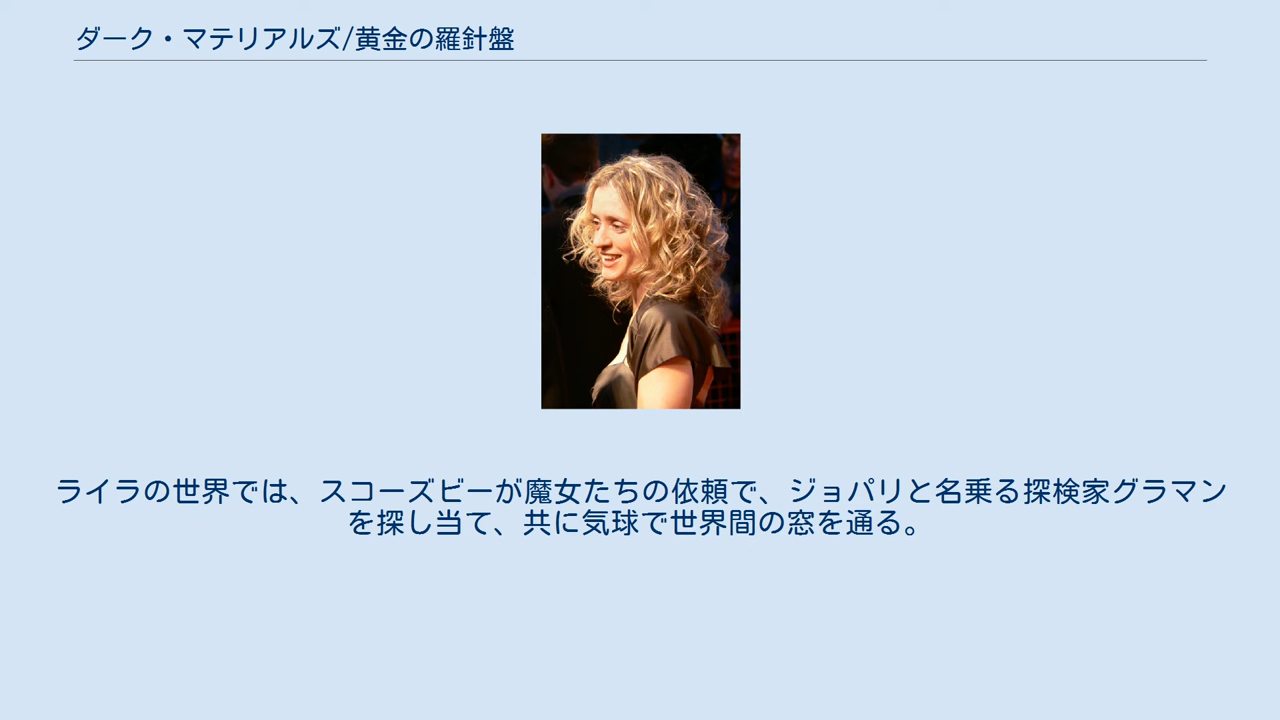 ダーク・マテリアルズ/黄金の羅針盤
ライラの世界では、スコーズビーが魔女たちの依頼で、ジョパリと名乗る探検家グラマン
を探し当て、共に気球で世界間の窓を通る。